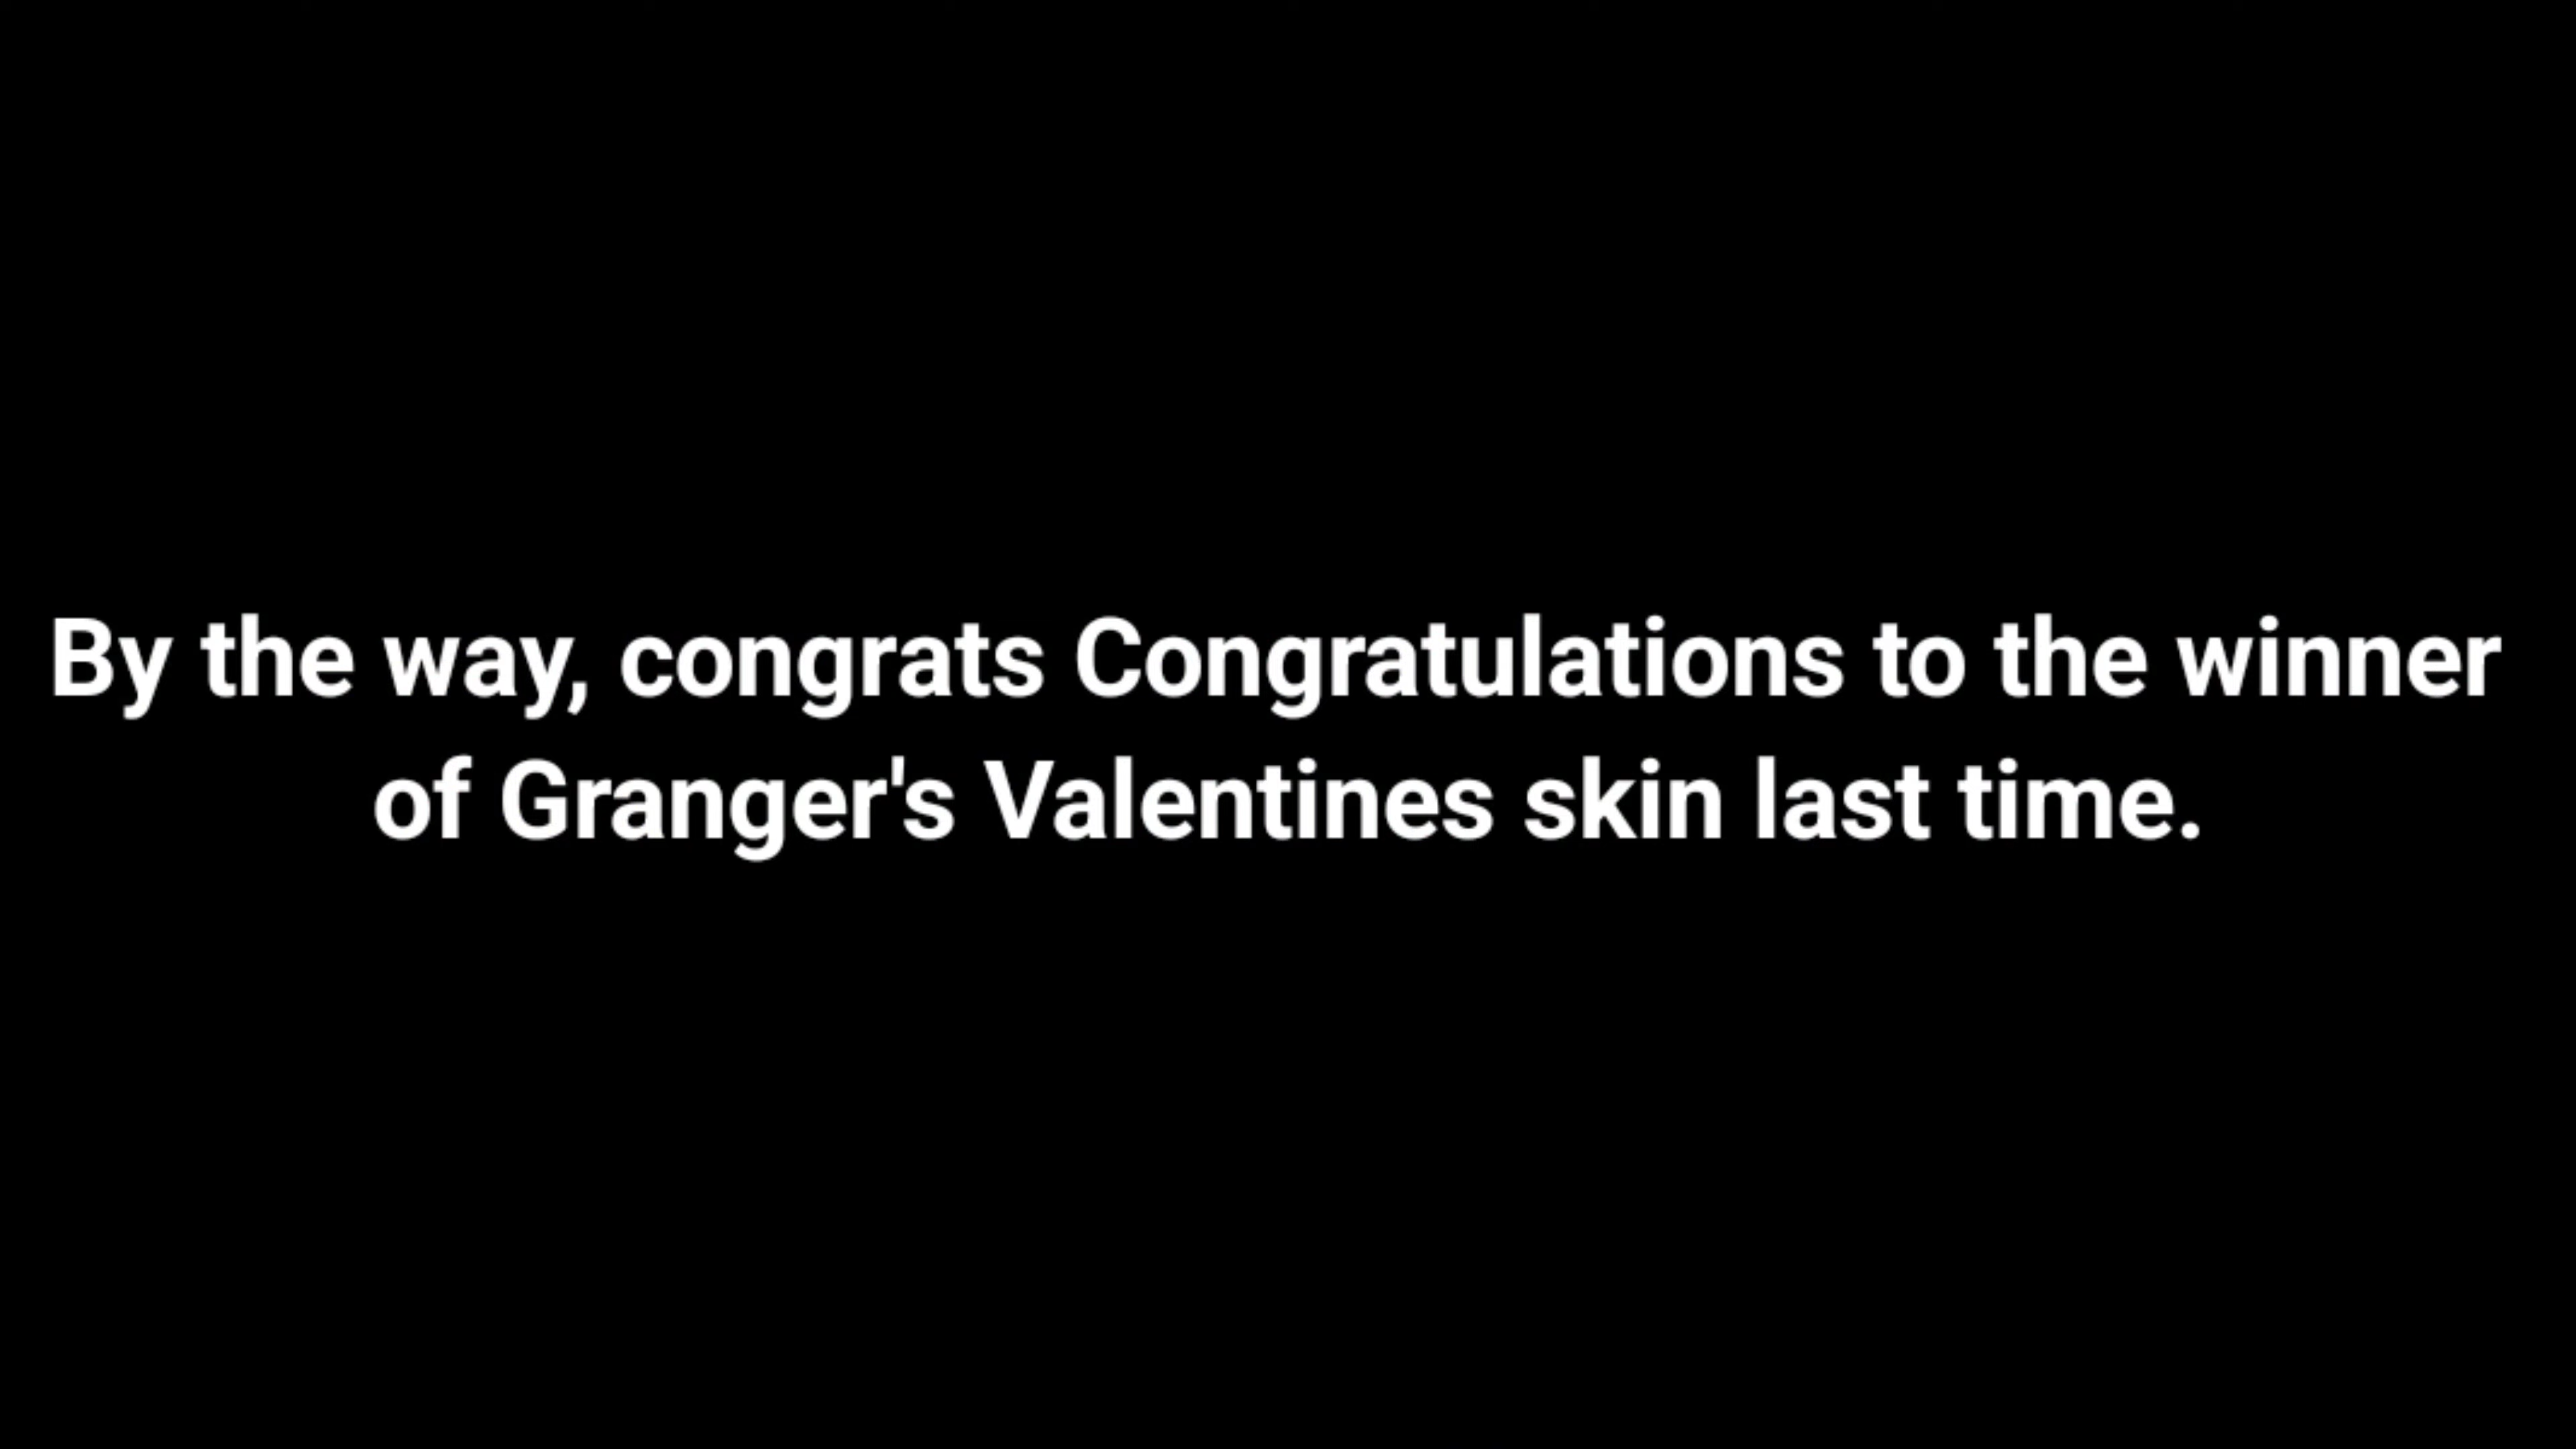 By the way, congrats Congratulations to the winner
of Granger's Valentines skin last time.